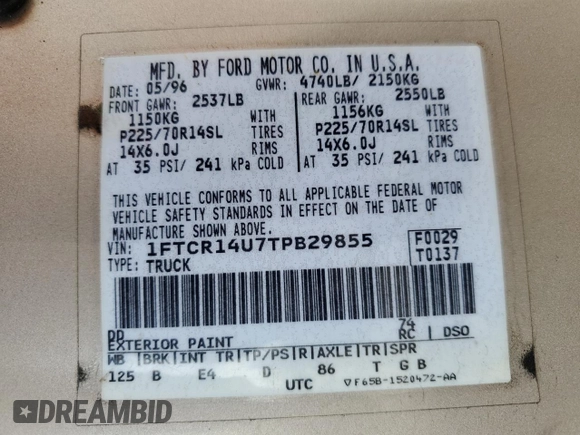 MFD. BY FORD MOTOR CO. IN U.S.A.
DATE: 05/96 GVWR: 4740LB/ 2150KG
FRONT GAWR: 2537LB REAR GAWR: 2550LB
1150KG WITH 1156KG WITH
P225/70R14SL TIRES P225/70R14SL TIRES
14X6.0J RIMS 14X6.0J RIMS
AT 35 PSI/ 241 kPa COLD AT 35 PSI/ 241 kPa COLD
THIS VEHICLE CONFORMS TO ALL APPLICABLE FEDERAL MOTOR
VEHICLE SAFETY STANDARDS IN EFFECT ON THE DATE OF
MANUFACTURE SHOWN ABOVE.
VIN: 1FTCR14U7TPB29855 F0029
TYPE: TRUCK T0137
DD 74
EXTERIOR PAINT RC DSO
WB BRK INT TR TP/PS R AXLE TR SPR
125 B E4 D 86 T G B
UTC ▽F65B-1520472-AA
DREAMBID